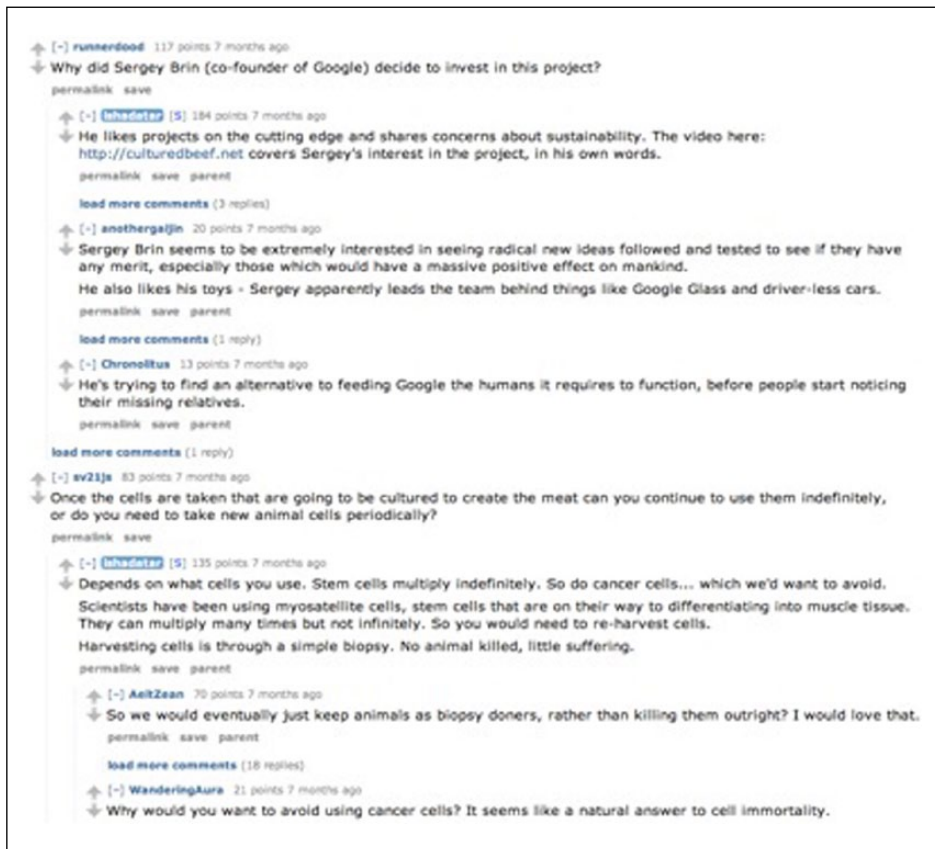 [-] runnerdood 117 points 7 months ago
Why did Sergey Brin (co-founder of Google) decide to invest in this project?
permalink save
[-] ishadatar [S] 184 points 7 months ago
He likes projects on the cutting edge and shares concerns about sustainability. The video here:
http://culturedbeef.net covers Sergey's interest in the project, in his own words.
permalink save parent
load more comments (3 replies)
[-] anothergaijin 20 points 7 months ago
Sergey Brin seems to be extremely interested in seeing radical new ideas followed and tested to see if they have
any merit, especially those which would have a massive positive effect on mankind.
He also likes his toys - Sergey apparently leads the team behind things like Google Glass and driver-less cars.
permalink save parent
load more comments (1 reply)
[-] Chronolitus 13 points 7 months ago
He's trying to find an alternative to feeding Google the humans it requires to function, before people start noticing
their missing relatives.
permalink save parent
load more comments (1 reply)
[-] sv21js 83 points 7 months ago
Once the cells are taken that are going to be cultured to create the meat can you continue to use them indefinitely,
or do you need to take new animal cells periodically?
permalink save
[-] ishadatar [S] 135 points 7 months ago
Depends on what cells you use. Stem cells multiply indefinitely. So do cancer cells... which we'd want to avoid.
Scientists have been using myosatellite cells, stem cells that are on their way to differentiating into muscle tissue.
They can multiply many times but not infinitely. So you would need to re-harvest cells.
Harvesting cells is through a simple biopsy. No animal killed, little suffering.
permalink save parent
[-] AeitZean 70 points 7 months ago
So we would eventually just keep animals as biopsy doners, rather than killing them outright? I would love that.
permalink save parent
load more comments (18 replies)
[-] WanderingAura 21 points 7 months ago
Why would you want to avoid using cancer cells? It seems like a natural answer to cell immortality.